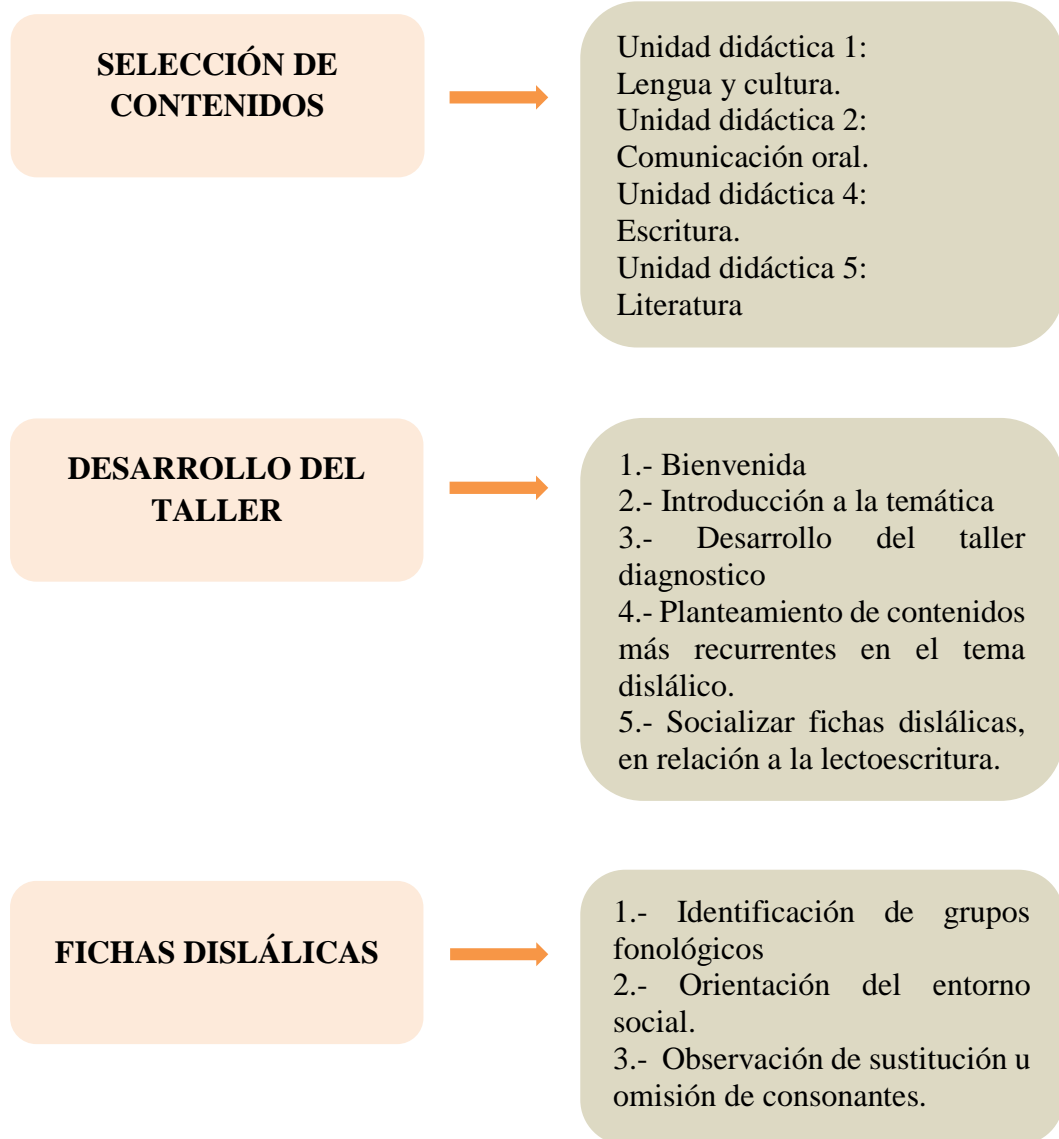 SELECCIÓN DE
CONTENIDOS
Unidad didáctica 1:
Lengua y cultura.
Unidad didáctica 2:
Comunicación oral.
Unidad didáctica 4:
Escritura.
Unidad didáctica 5:
Literatura
DESARROLLO DEL
TALLER
1.- Bienvenida
2.- Introducción a la temática
3.- Desarrollo del taller
diagnostico
4.- Planteamiento de contenidos
más recurrentes en el tema
dislálico.
5.- Socializar fichas dislálicas,
en relación a la lectoescritura.
FICHAS DISLÁLICAS
1.- Identificación de grupos
fonológicos
2.- Orientación del entorno
social.
3.- Observación de sustitución u
omisión de consonantes.